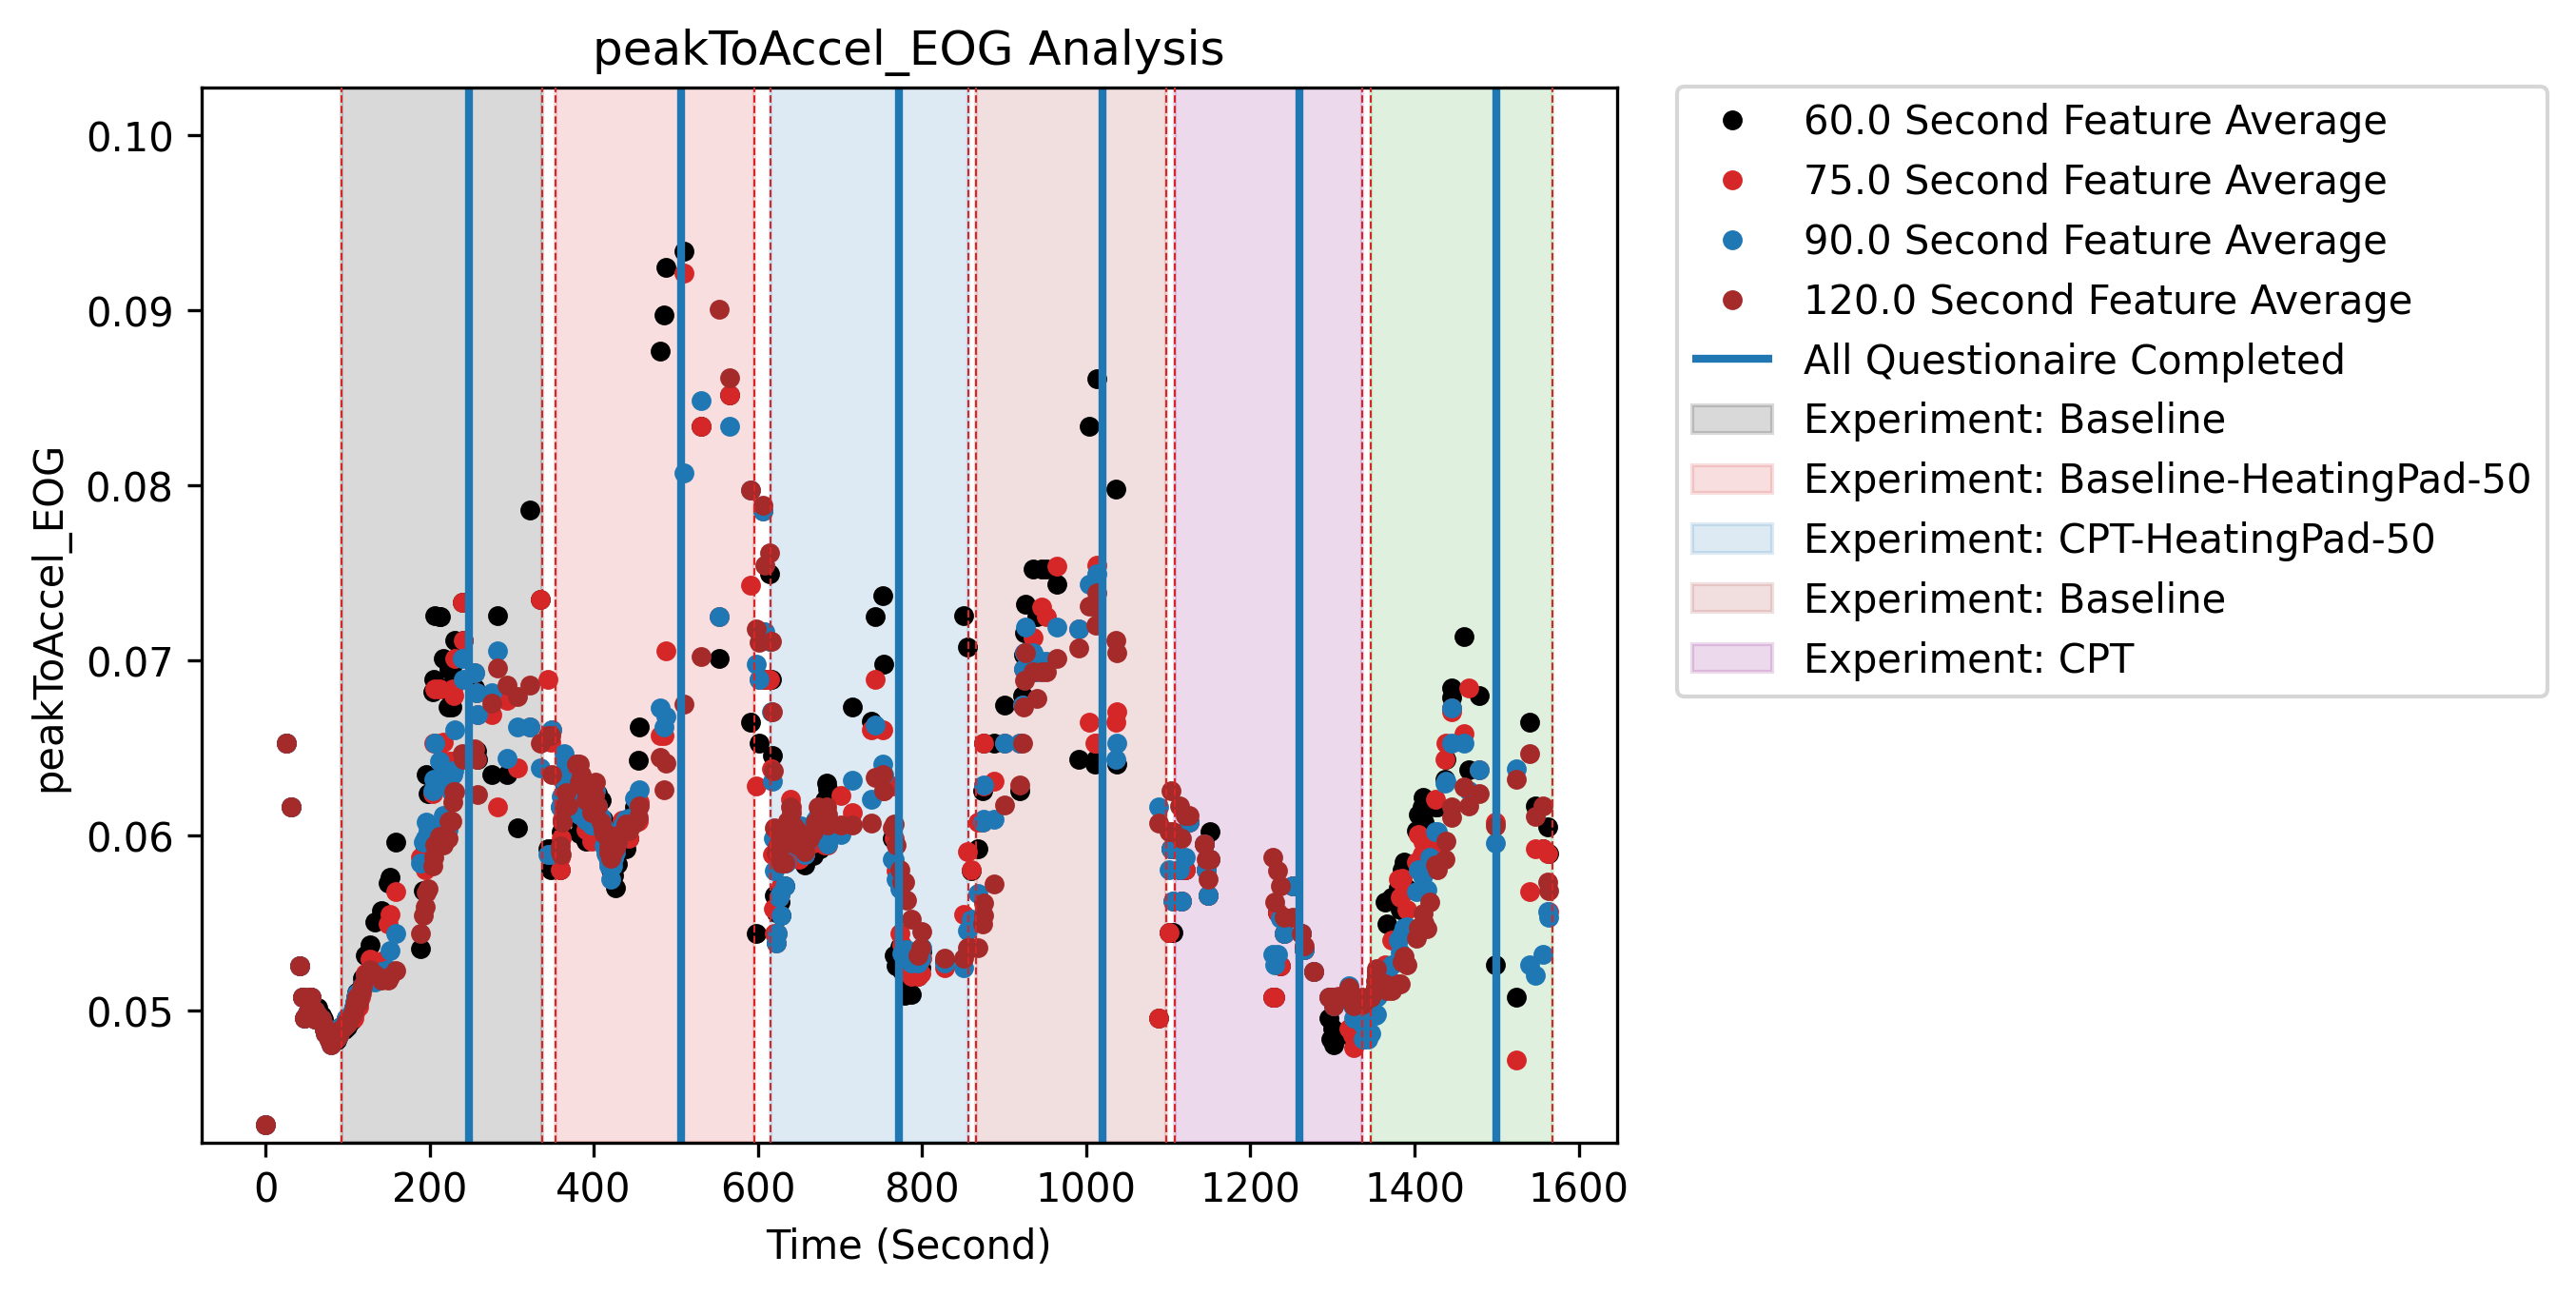 peakToAccel_EOG Analysis
peakToAccel_EOG
0.10
0.09
0.08
0.07
0.06
0.05
0 200 400 600 800 1000 1200 1400 1600
Time (Second)
60.0 Second Feature Average
75.0 Second Feature Average
90.0 Second Feature Average
120.0 Second Feature Average
All Questionaire Completed
Experiment: Baseline
Experiment: Baseline-HeatingPad-50
Experiment: CPT-HeatingPad-50
Experiment: Baseline
Experiment: CPT